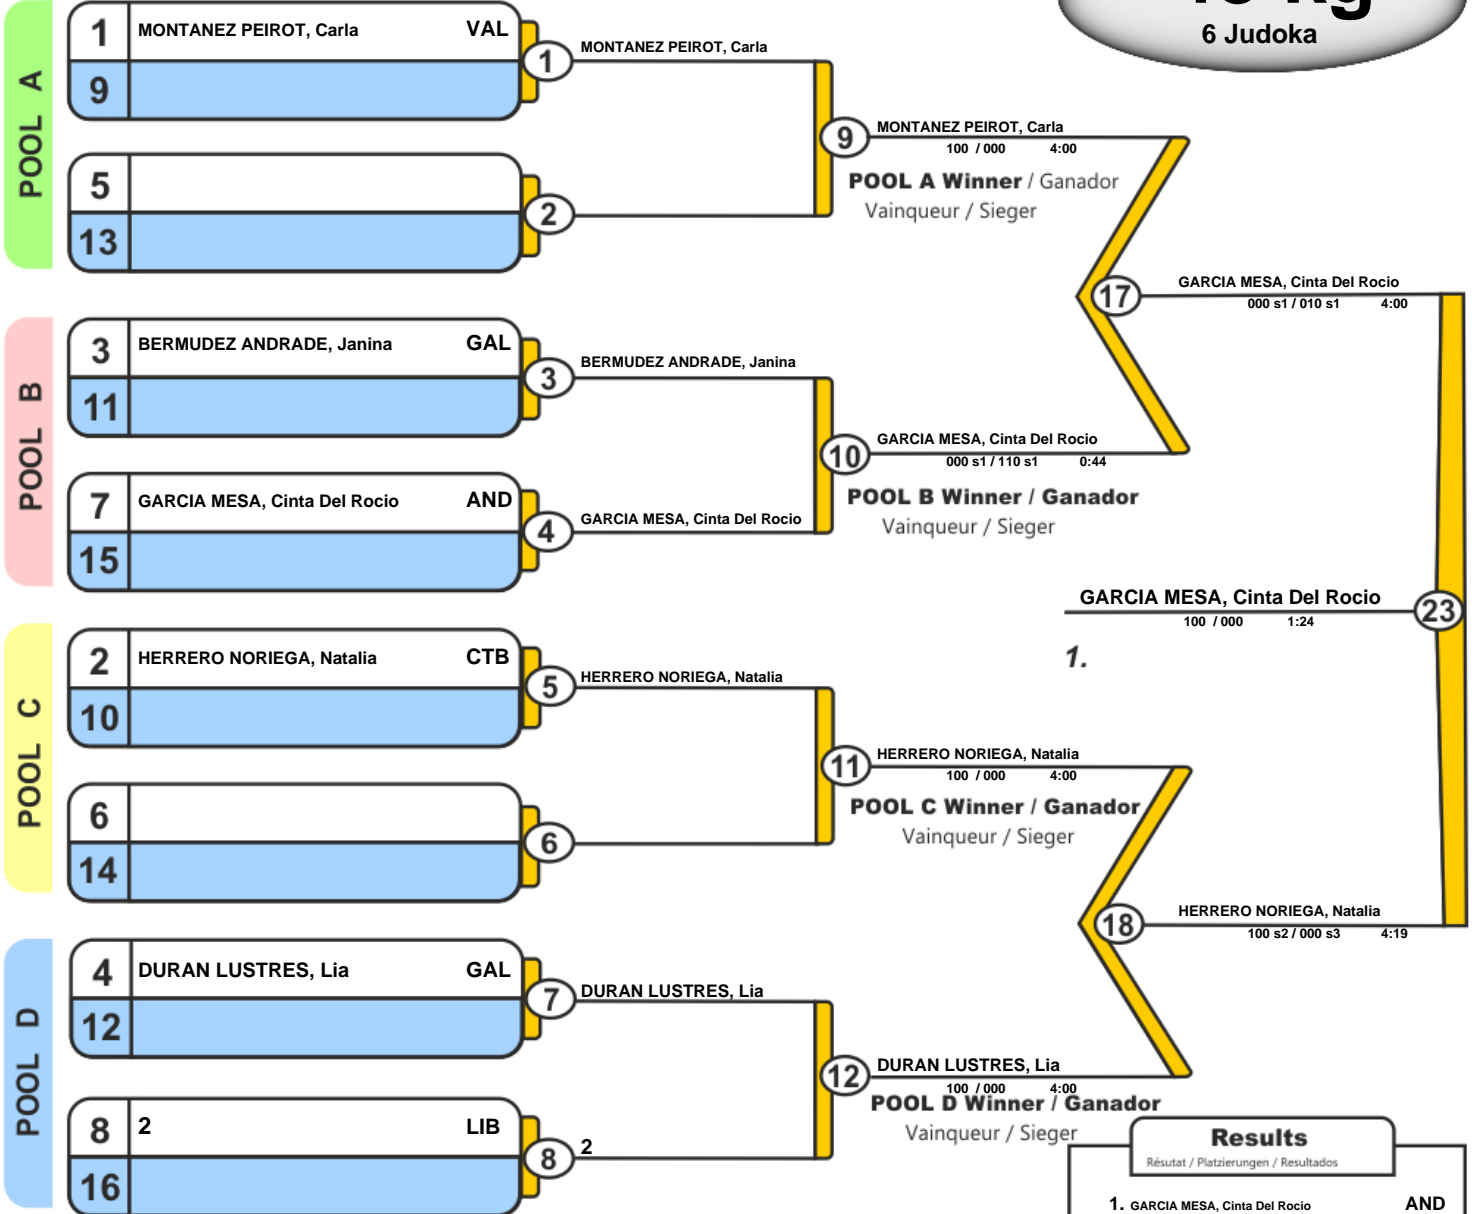 6 Judoka
POOL A
1 MONTANEZ PEIROT, Carla VAL
9
1
MONTANEZ PEIROT, Carla
5
13
2
9
MONTANEZ PEIROT, Carla
100 / 000 4:00
POOL A Winner / Ganador
Vainqueur / Sieger
POOL B
3 BERMUDEZ ANDRADE, Janina GAL
11
3
BERMUDEZ ANDRADE, Janina
7 GARCIA MESA, Cinta Del Rocio AND
15
4
GARCIA MESA, Cinta Del Rocio
10
GARCIA MESA, Cinta Del Rocio
000 s1 / 110 s1 0:44
POOL B Winner / Ganador
Vainqueur / Sieger
17
GARCIA MESA, Cinta Del Rocio
000 s1 / 010 s1 4:00
GARCIA MESA, Cinta Del Rocio
23
100 / 000 1:24
1.
POOL C
2 HERRERO NORIEGA, Natalia CTB
10
5
HERRERO NORIEGA, Natalia
6
14
6
11
HERRERO NORIEGA, Natalia
100 / 000 4:00
POOL C Winner / Ganador
Vainqueur / Sieger
18
HERRERO NORIEGA, Natalia
100 s2 / 000 s3 4:19
POOL D
4 DURAN LUSTRES, Lia GAL
12
7
DURAN LUSTRES, Lia
8 2 LIB
16
8
2
12
DURAN LUSTRES, Lia
100 / 000 4:00
POOL D Winner / Ganador
Vainqueur / Sieger
Results
Résutat / Platzierungen / Resultados
1. GARCIA MESA, Cinta Del Rocio AND